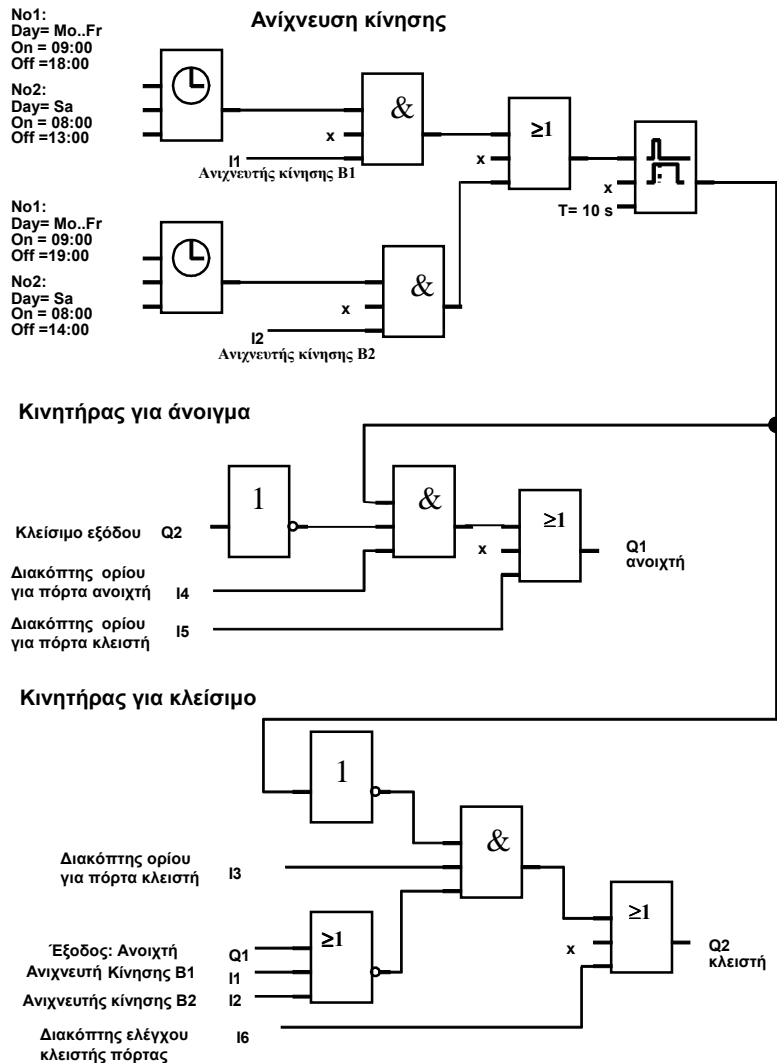 Ανίχνευση κίνησης
No1:
Day= Mo..Fr
On = 09:00
Off =18:00
No2:
Day= Sa
On = 08:00
Off =13:00
&
x
I1
Ανιχνευτής κίνησης B1
≥1
x
x
T= 10 s
No1:
Day= Mo..Fr
On = 09:00
Off =19:00
No2:
Day= Sa
On = 08:00
Off =14:00
&
x
I2
Ανιχνευτής κίνησης B2
Κινητήρας για άνοιγμα
1
&
≥1
Κλείσιμο εξόδου Q2
x
Q1
ανοιχτή
Διακόπτης ορίου
για πόρτα ανοιχτή I4
Διακόπτης ορίου
για πόρτα κλειστή I5
Κινητήρας για κλείσιμο
1
&
Διακόπτης ορίου
για πόρτα κλειστή I3
≥1
≥1
Έξοδος: Ανοιχτή Q1
Ανιχνευτή Κίνησης B1 I1
Ανιχνευτής κίνησης B2 I2
x
Q2
κλειστή
Διακόπτης ελέγχου
κλειστής πόρτας I6